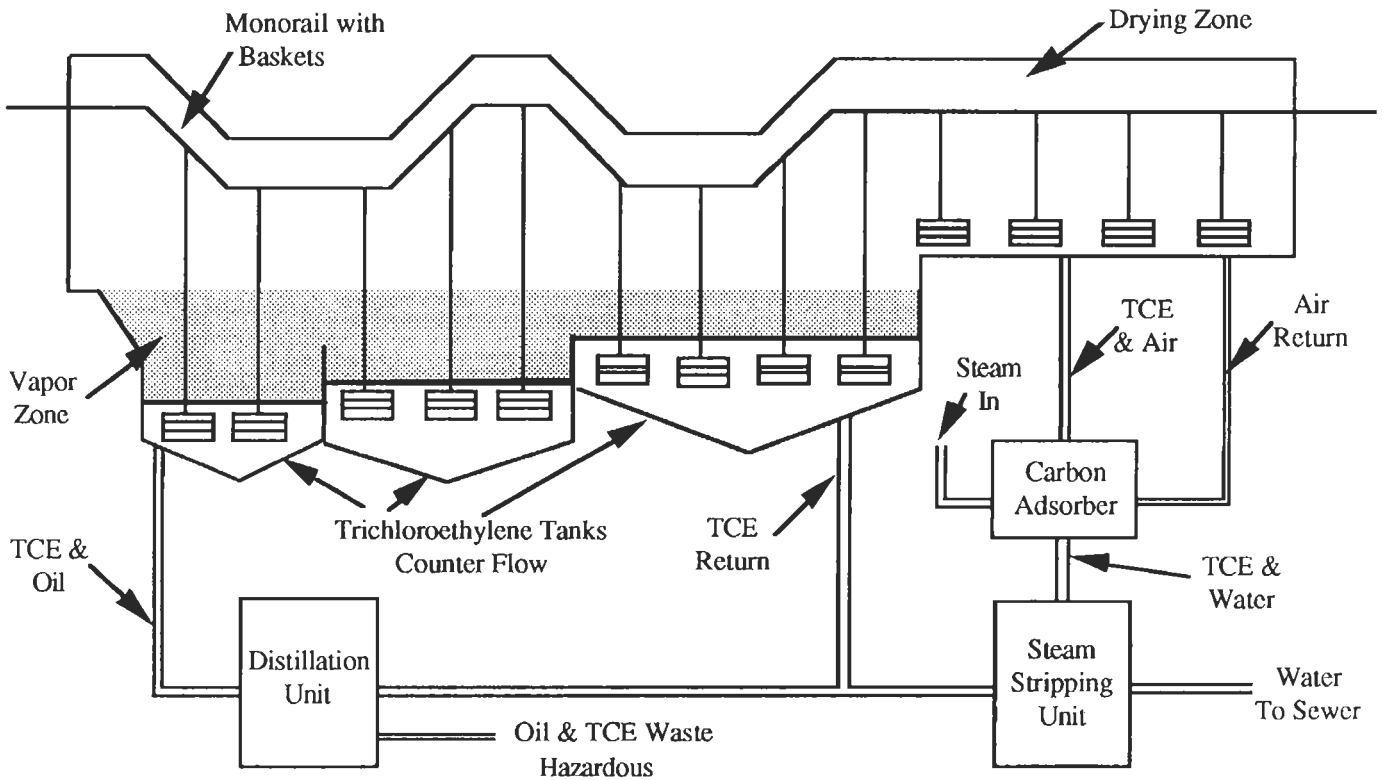 Monorail with
Baskets
Drying Zone
Vapor
Zone
TCE
& Air
Air
Return
Steam
In
Carbon
Adsorber
Trichloroethylene Tanks
Counter Flow
TCE
Return
TCE &
Oil
TCE &
Water
Distillation
Unit
Steam
Stripping
Unit
Water
To Sewer
Oil & TCE Waste
Hazardous